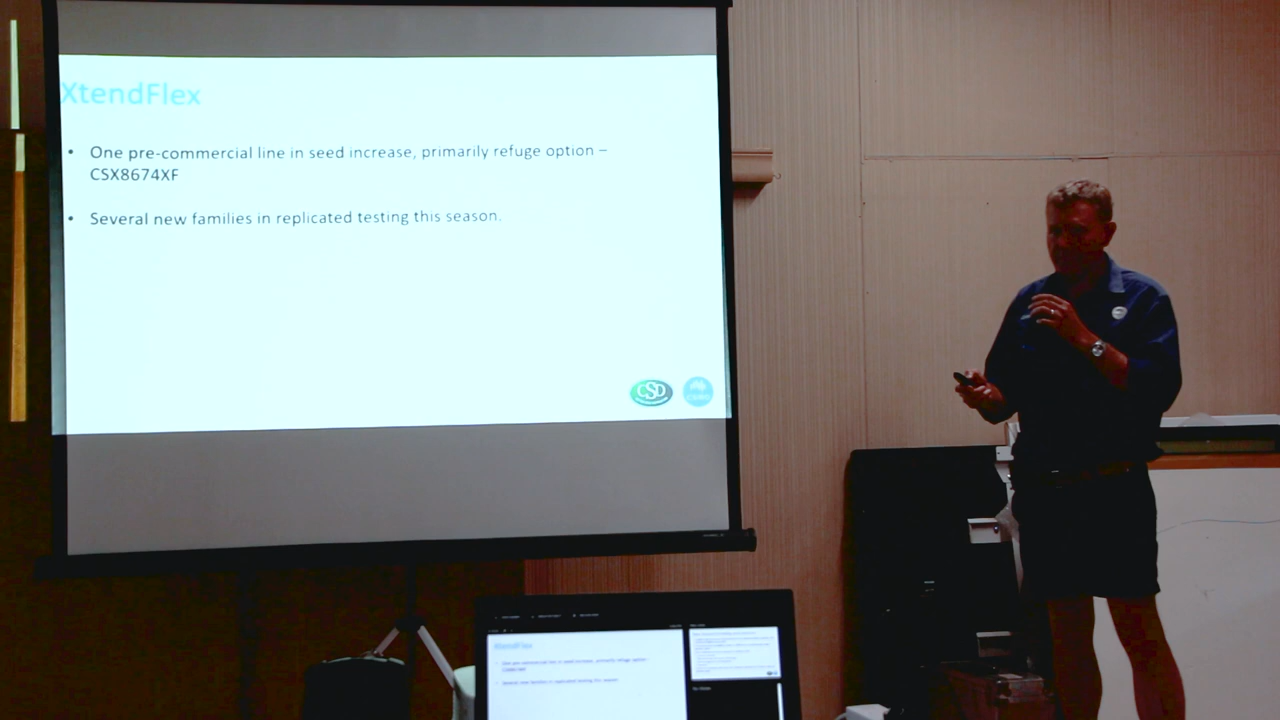 XtendFlex
• One pre-commercial line in seed increase, primarily refuge option –
CSX8674XF
• Several new families in replicated testing this season.
CSD
XtendFlex